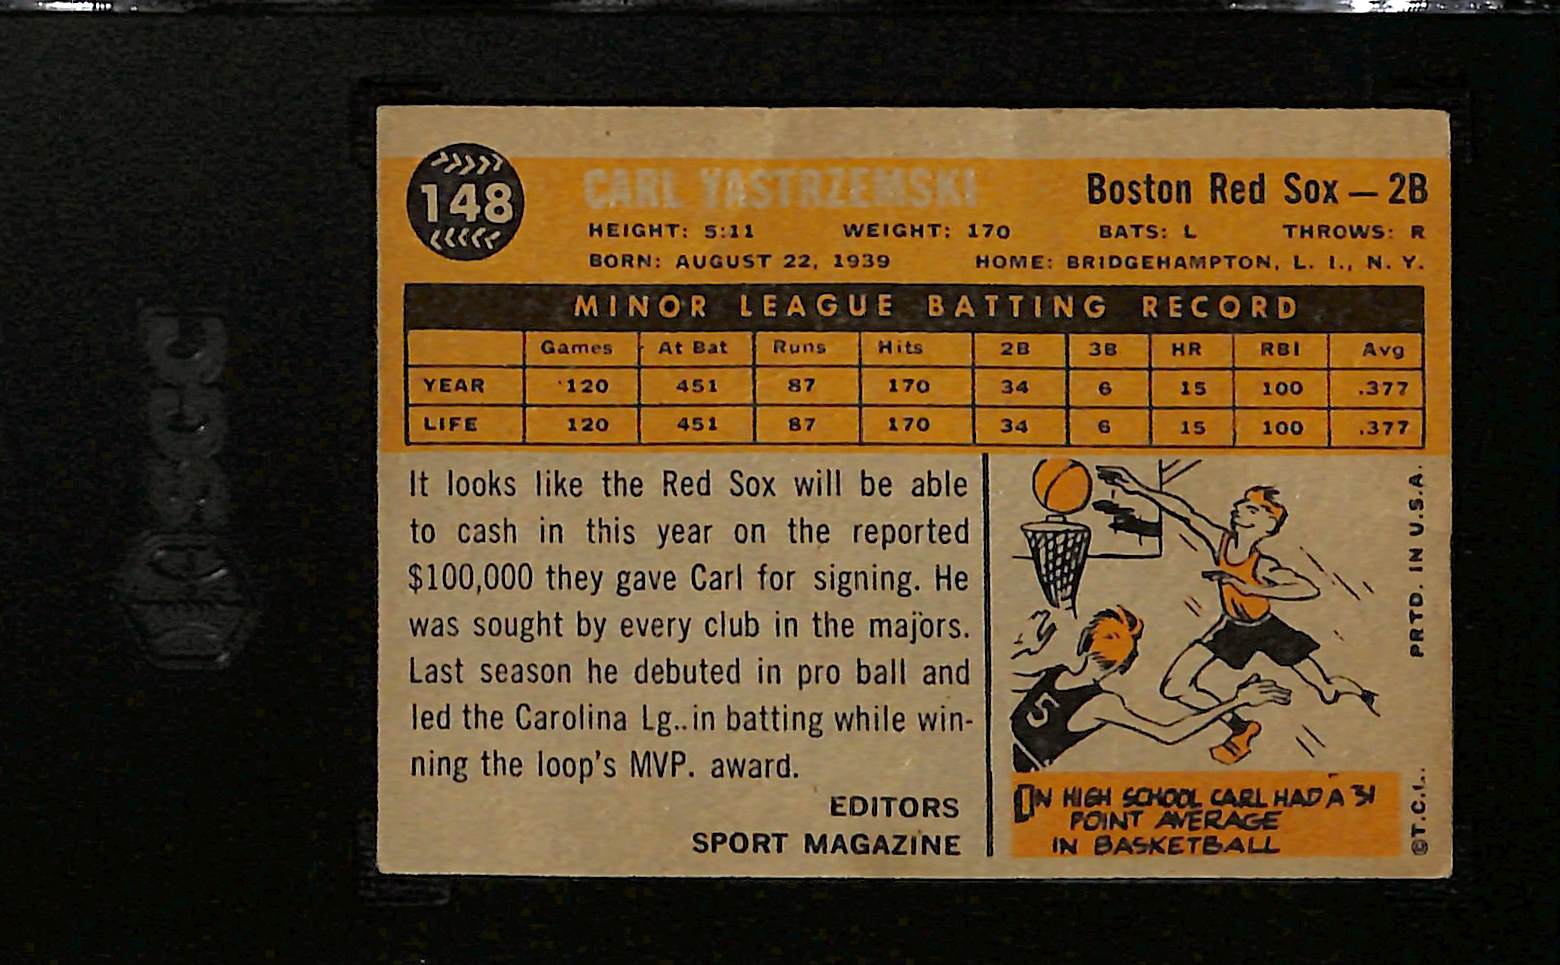 148
CARL YASTRZEMSKI
Boston Red Sox — 2B
HEIGHT: 5:11 WEIGHT: 170 BATS: L THROWS: R
BORN: AUGUST 22, 1939 HOME: BRIDGEHAMPTON, L. I., N. Y.
MINOR LEAGUE BATTING RECORD
Games At Bat Runs Hits 2B 3B HR RBI Avg
YEAR 120 451 87 170 34 6 15 100 .377
LIFE 120 451 87 170 34 6 15 100 .377
It looks like the Red Sox will be able
to cash in this year on the reported
$100,000 they gave Carl for signing. He
was sought by every club in the majors.
Last season he debuted in pro ball and
led the Carolina Lg..in batting while win-
ning the loop's MVP. award.
EDITORS
SPORT MAGAZINE
5
IN HIGH SCHOOL CARL HAD A 31
POINT AVERAGE
IN BASKETBALL
PRTD. IN U.S.A.
©T.C.G.
SGC